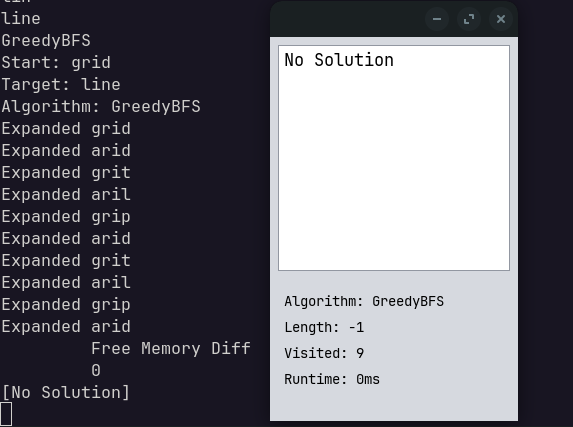 line
GreedyBFS
Start: grid
Target: line
Algorithm: GreedyBFS
Expanded grid
Expanded arid
Expanded grit
Expanded aril
Expanded grip
Expanded arid
Expanded grit
Expanded aril
Expanded grip
Expanded arid
Free Memory Diff
0
[No Solution]
No Solution
Algorithm: GreedyBFS
Length: -1
Visited: 9
Runtime: 0ms